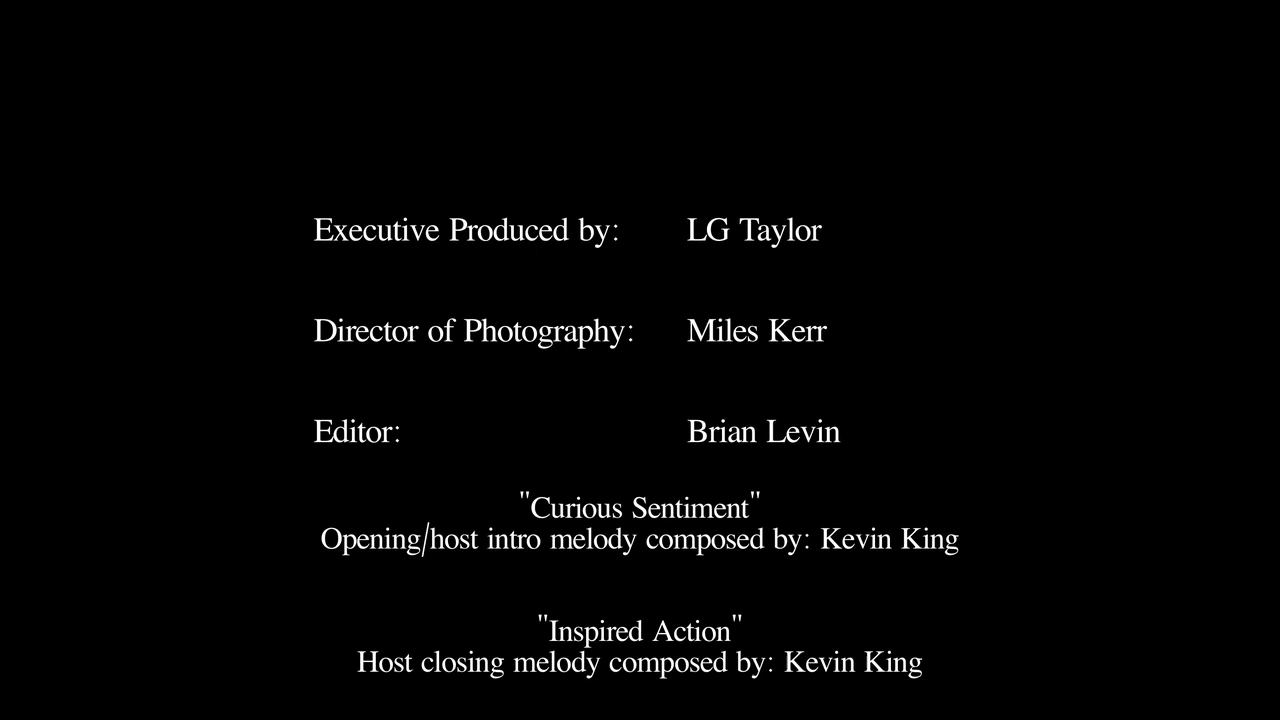 Executive Produced by: LG Taylor
Director of Photography: Miles Kerr
Editor: Brian Levin
"Curious Sentiment"
Opening/host intro melody composed by: Kevin King
"Inspired Action"
Host closing melody composed by: Kevin King